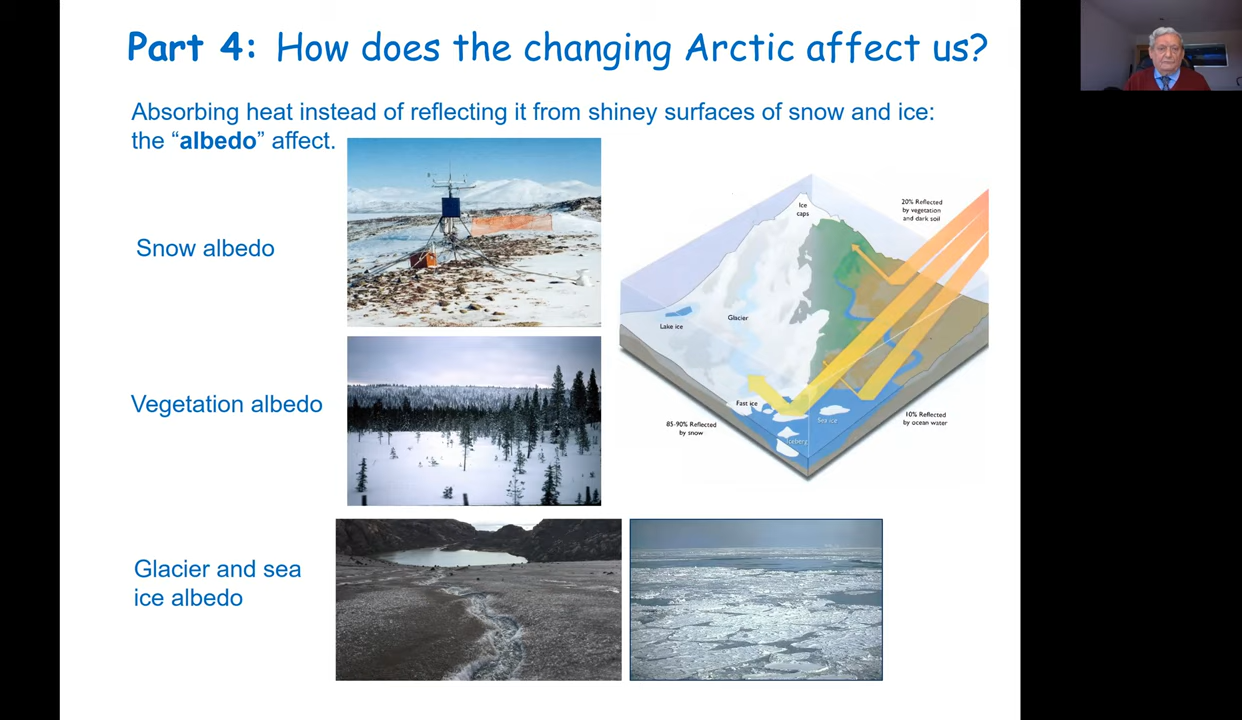 Part 4: How does the changing Arctic affect us?
Absorbing heat instead of reflecting it from shiney surfaces of snow and ice:
the “albedo” affect.
Snow albedo
Vegetation albedo
Glacier and sea
ice albedo
Ice
caps
20% Reflected
by vegetation
and dark soil
Lake ice
Glacier
Fast ice
Sea ice
Iceberg
85-90% Reflected
by snow
10% Reflected
by ocean water